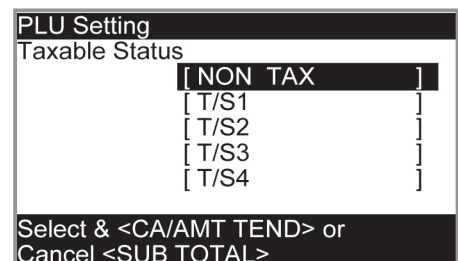 PLU Setting
Taxable Status
[ NON TAX ]
[ T/S1 ]
[ T/S2 ]
[ T/S3 ]
[ T/S4 ]
Select & <CA/AMT TEND> or
Cancel <SUB TOTAL>